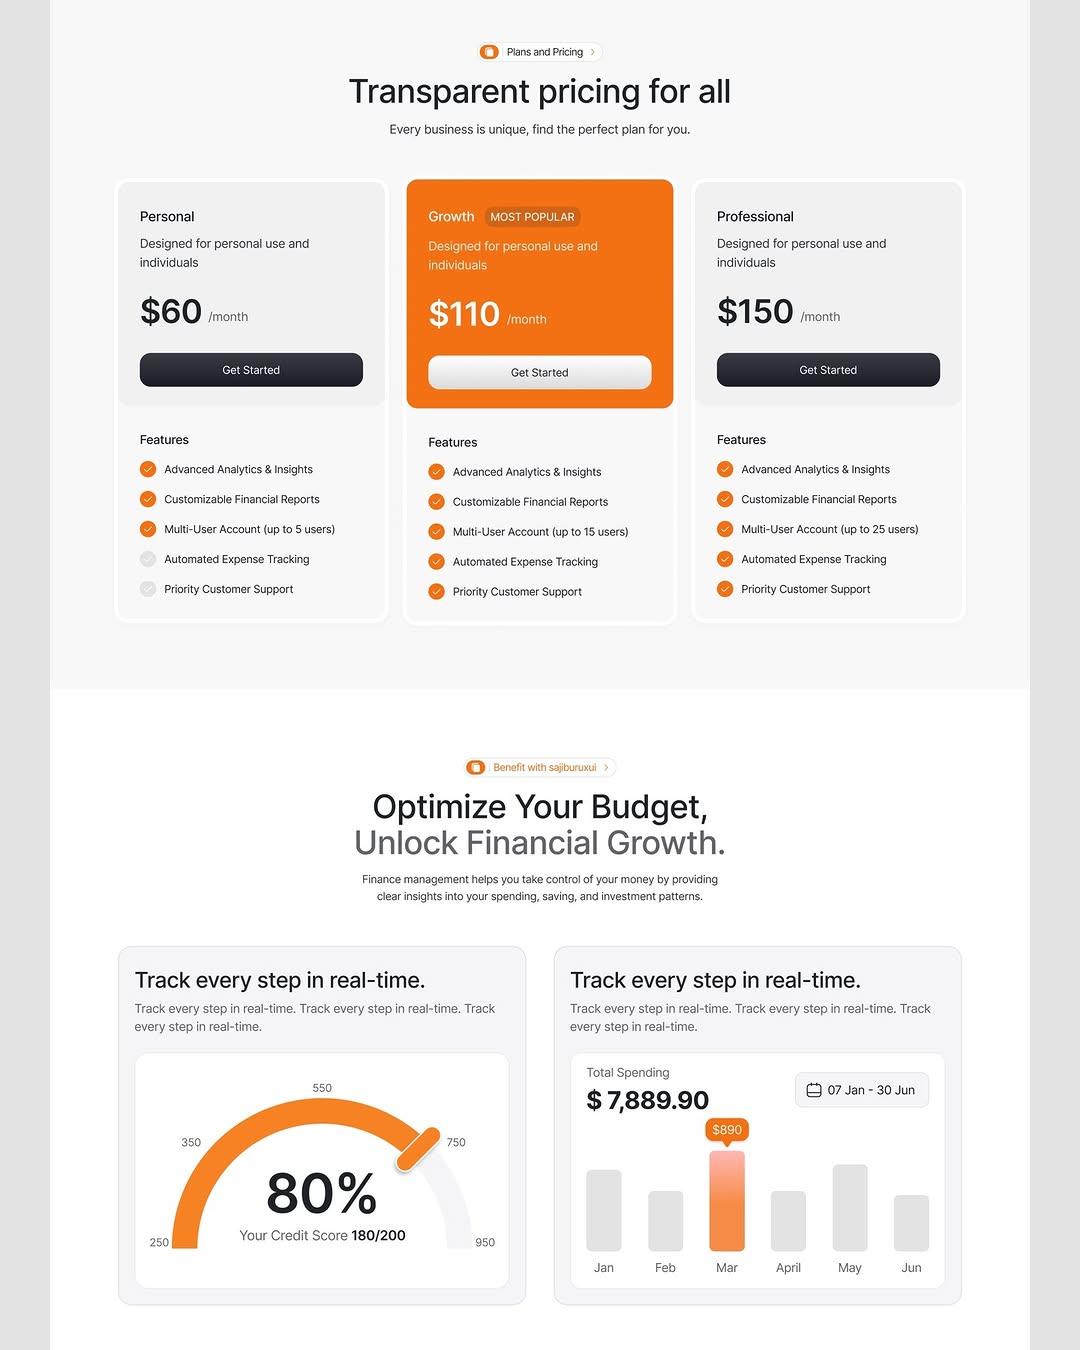 Plans and Pricing
Transparent pricing for all
Every business is unique, find the perfect plan for you.
Personal
Designed for personal use and
individuals
$60 /month
Get Started
Features
Advanced Analytics & Insights
Customizable Financial Reports
Multi-User Account (up to 5 users)
Automated Expense Tracking
Priority Customer Support
Growth MOST POPULAR
Designed for personal use and
individuals
$110 /month
Get Started
Features
Advanced Analytics & Insights
Customizable Financial Reports
Multi-User Account (up to 15 users)
Automated Expense Tracking
Priority Customer Support
Professional
Designed for personal use and
individuals
$150 /month
Get Started
Features
Advanced Analytics & Insights
Customizable Financial Reports
Multi-User Account (up to 25 users)
Automated Expense Tracking
Priority Customer Support
Benefit with sajiburuxui
Optimize Your Budget,
Unlock Financial Growth.
Finance management helps you take control of your money by providing
clear insights into your spending, saving, and investment patterns.
Track every step in real-time.
Track every step in real-time. Track every step in real-time. Track
every step in real-time.
550
350
750
80%
Your Credit Score 180/200
250
950
Track every step in real-time.
Track every step in real-time. Track every step in real-time. Track
every step in real-time.
Total Spending
$ 7,889.90
07 Jan - 30 Jun
$890
Jan Feb Mar April May Jun